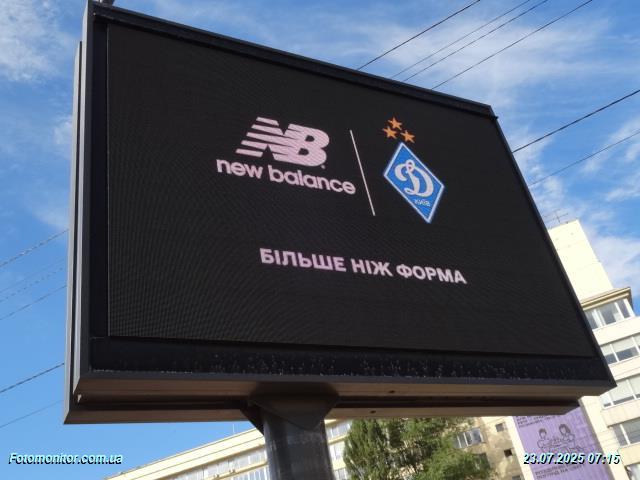 NB
new balance
Д
КИЇВ
БІЛЬШЕ НІЖ ФОРМА
Fotomonitor.com.ua
23.07.2025 07:15